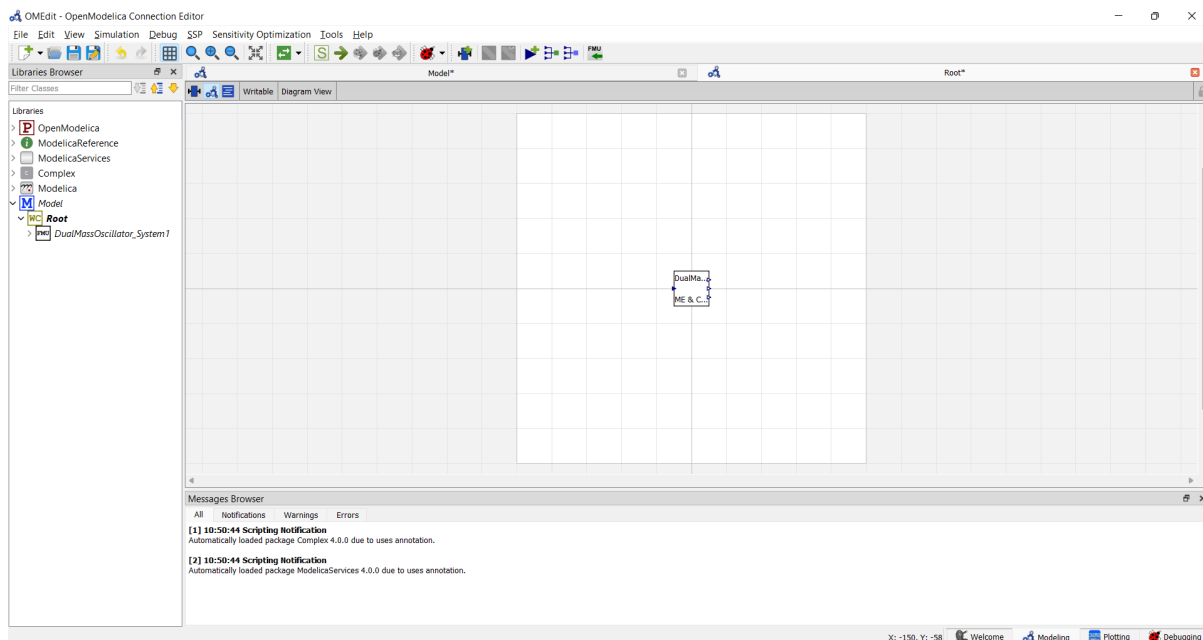 OMEdit - OpenModelica Connection Editor
File Edit View Simulation Debug SSP Sensitivity Optimization Tools Help
S FMU
Libraries Browser
Model*
Root*
Filter Classes
Writable Diagram View
Libraries
P OpenModelica
i ModelicaReference
ModelicaServices
C Complex
Modelica
M Model
WC Root
FMU DualMassOscillator_System1
DualMa...
ME & C...
Messages Browser
All Notifications Warnings Errors
[1] 10:50:44 Scripting Notification
Automatically loaded package Complex 4.0.0 due to uses annotation.
[2] 10:50:44 Scripting Notification
Automatically loaded package ModelicaServices 4.0.0 due to uses annotation.
X: -150, Y: -58 Welcome Modeling Plotting Debugging